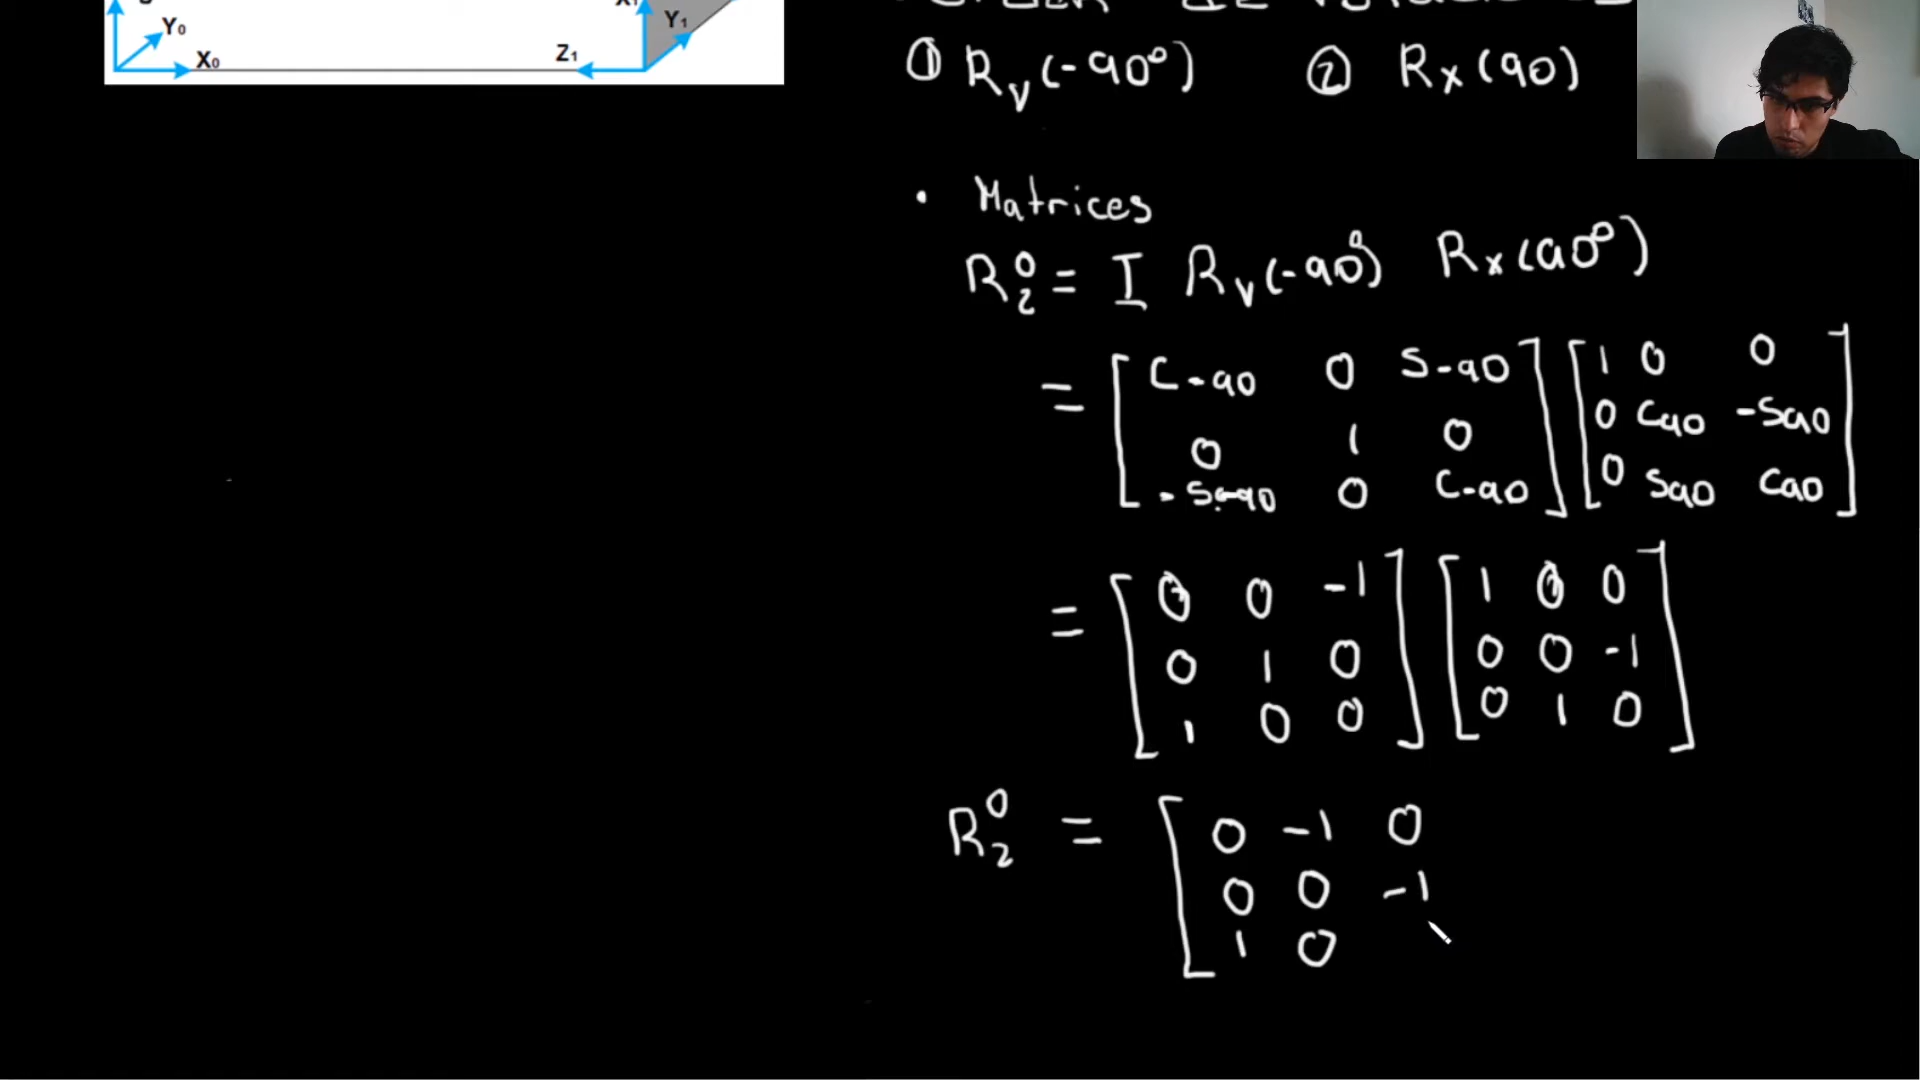 Y₀
X₀
Z₁
X₁
Y₁
① R_y(-90°) ② R_x(90)
• Matrices
R₂⁰ = I R_y(-90°) R_x(90°)
= [ C-90 0 S-90 ] [ 1 0 0 ]
[ 0 1 0 ] [ 0 C90 -S90 ]
[ -S-90 0 C-90 ] [ 0 S90 C90 ]
= [ 0 0 -1 ] [ 1 0 0 ]
[ 0 1 0 ] [ 0 0 -1 ]
[ 1 0 0 ] [ 0 1 0 ]
R₂⁰ = [ 0 -1 0
0 0 -1
1 0